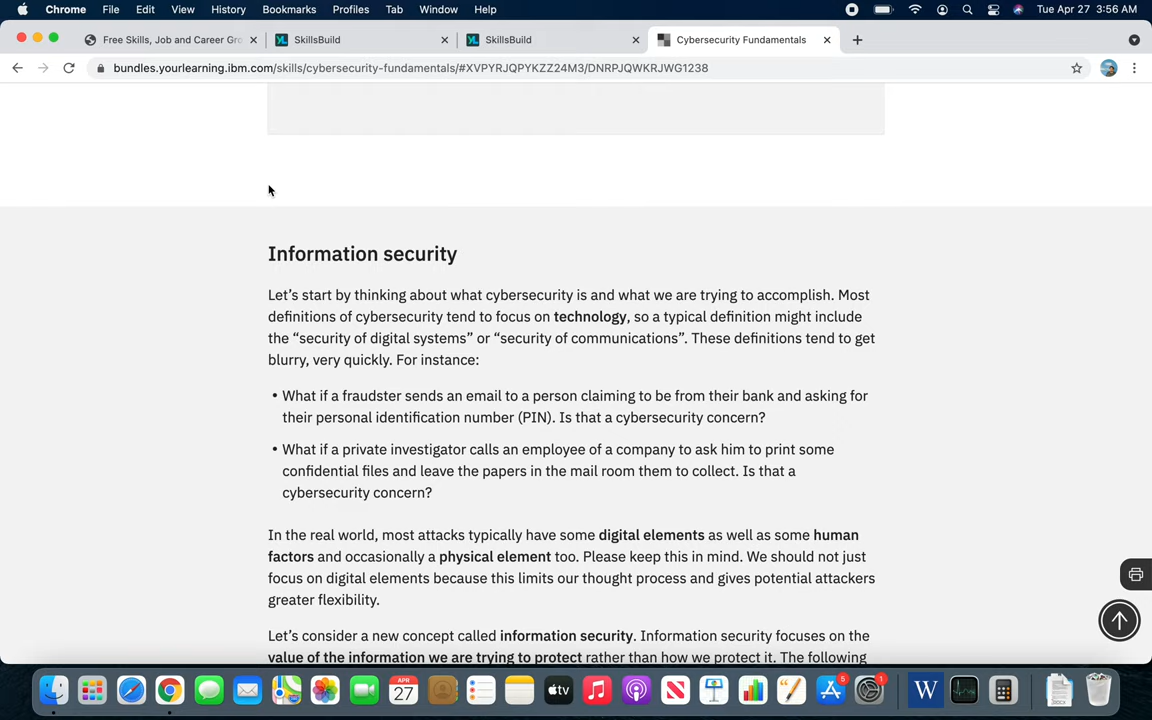 Chrome File Edit View History Bookmarks Profiles Tab Window Help Tue Apr 27 3:56 AM
Free Skills, Job and Career Gro SkillsBuild SkillsBuild Cybersecurity Fundamentals
bundles.yourlearning.ibm.com/skills/cybersecurity-fundamentals/#XVPYRJQPYKZZ24M3/DNRPJQWKRJWG1238
Information security
Let's start by thinking about what cybersecurity is and what we are trying to accomplish. Most
definitions of cybersecurity tend to focus on technology, so a typical definition might include
the “security of digital systems” or “security of communications”. These definitions tend to get
blurry, very quickly. For instance:
• What if a fraudster sends an email to a person claiming to be from their bank and asking for
their personal identification number (PIN). Is that a cybersecurity concern?
• What if a private investigator calls an employee of a company to ask him to print some
confidential files and leave the papers in the mail room them to collect. Is that a
cybersecurity concern?
In the real world, most attacks typically have some digital elements as well as some human
factors and occasionally a physical element too. Please keep this in mind. We should not just
focus on digital elements because this limits our thought process and gives potential attackers
greater flexibility.
Let's consider a new concept called information security. Information security focuses on the
value of the information we are trying to protect rather than how we protect it. The following
APR
27
tv
5
1
W